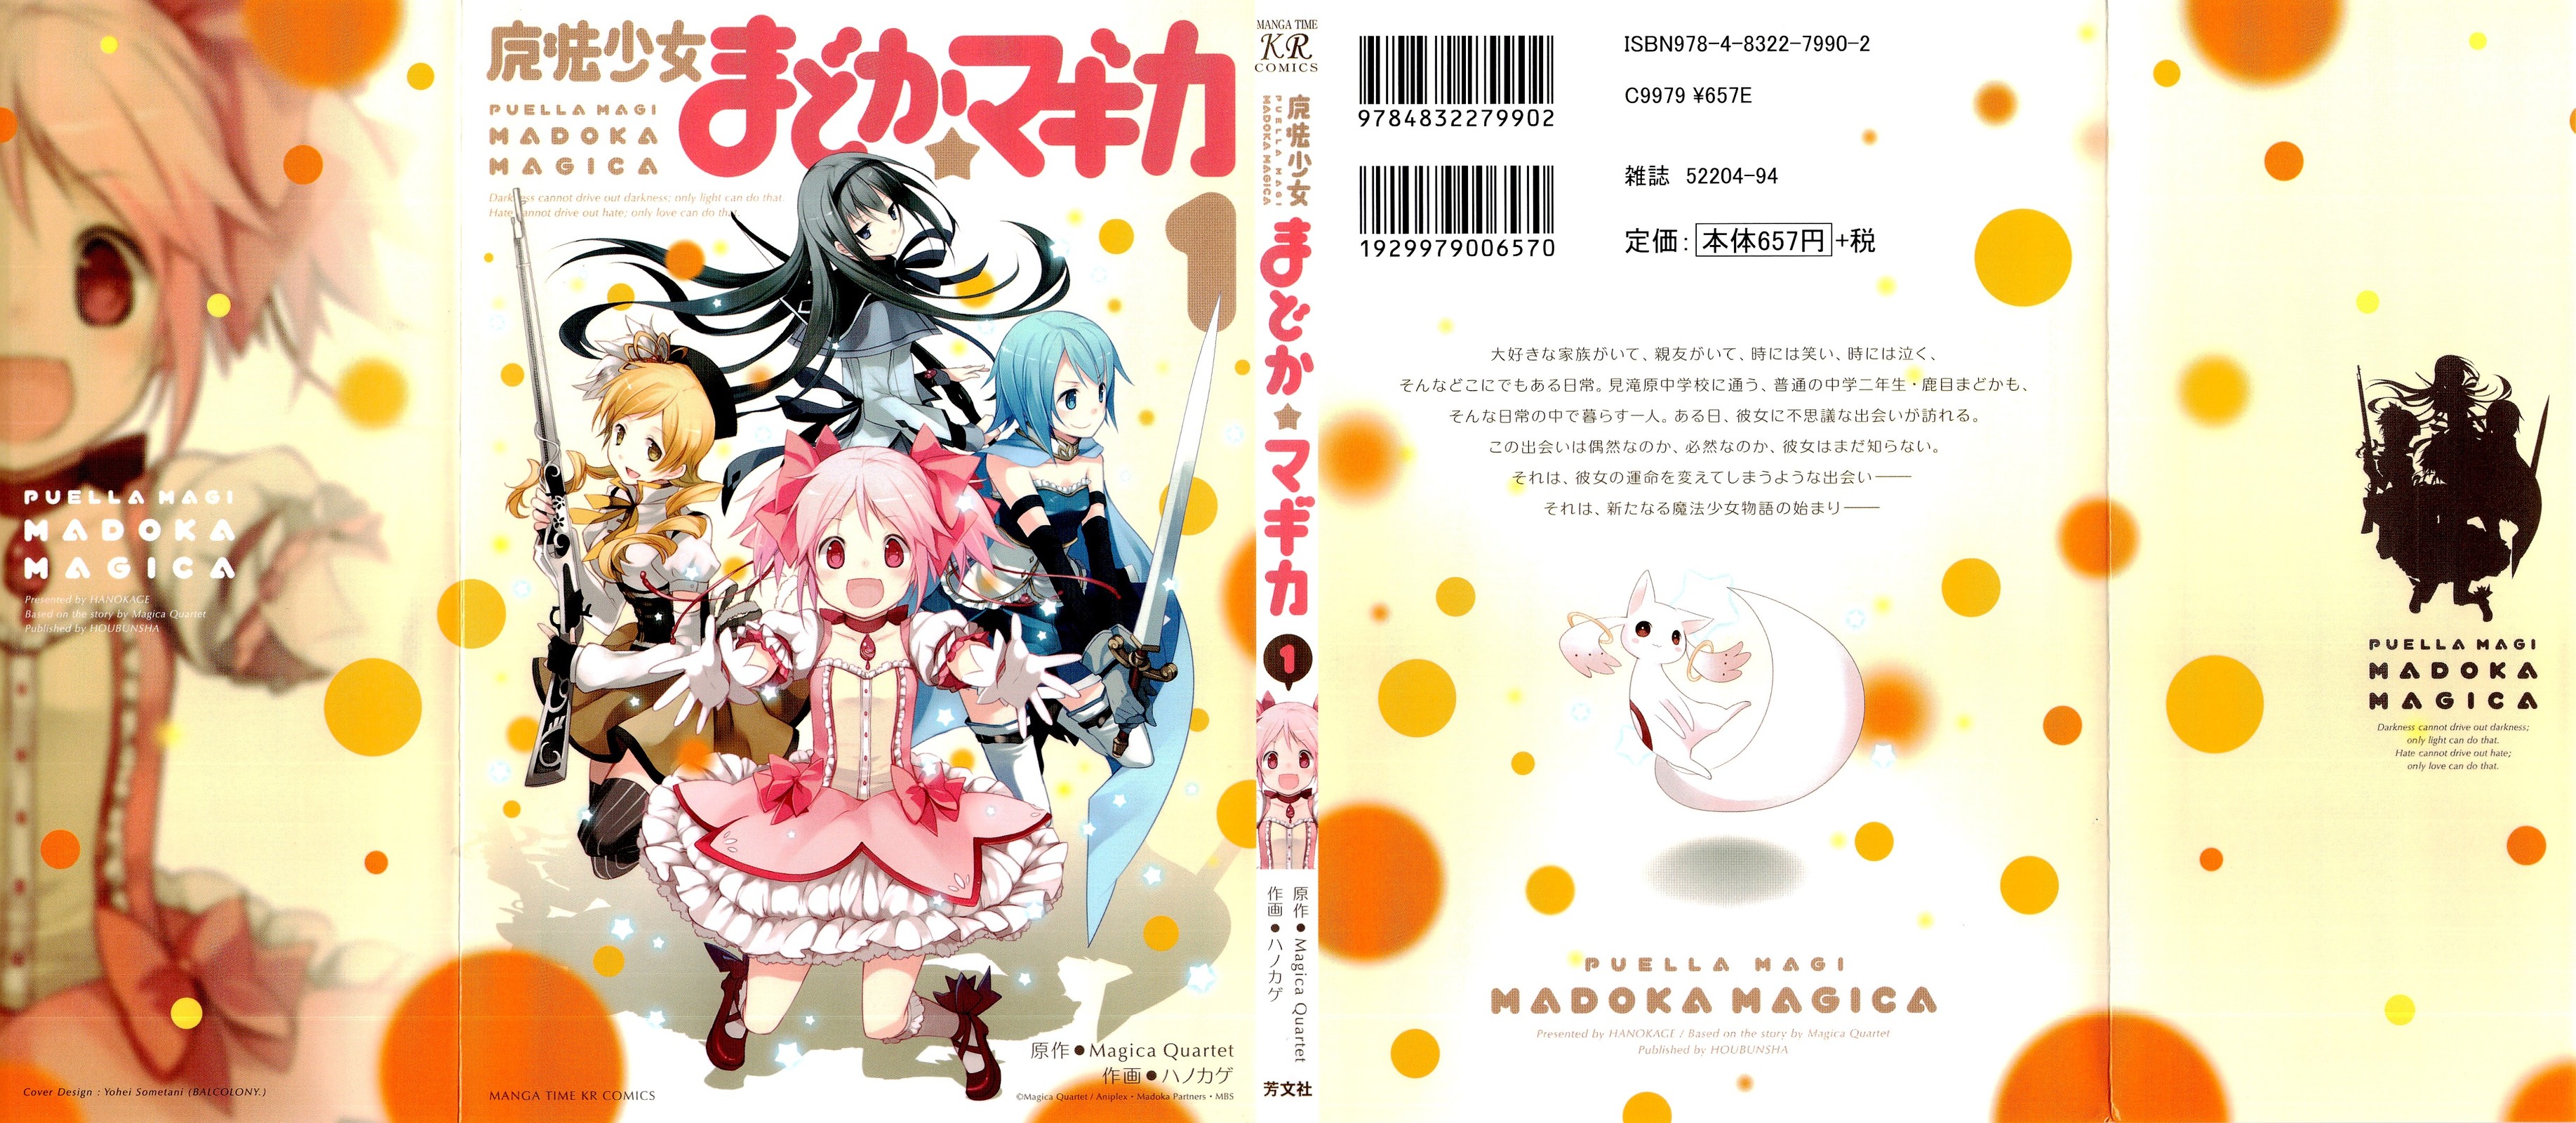 PUELLA MAGI
MADOKA
MAGICA
Presented by HANOKAGE
Based on the story by Magica Quartet
Published by HOUBUNSHA
Cover Design : Yohei Sometani (BALCOLONY.)
魔法少女
まどか★マギカ
PUELLA MAGI
MADOKA
MAGICA
Darkness cannot drive out darkness; only light can do that.
Hate cannot drive out hate; only love can do that.
1
原作●Magica Quartet
作画●ハノカゲ
©Magica Quartet / Aniplex・Madoka Partners・MBS
MANGA TIME KR COMICS
MANGA TIME
KR
COMICS
魔法少女
PUELLA MAGI
MADOKA MAGICA
まどか★マギカ
1
原作●Magica Quartet
作画●ハノカゲ
芳文社
9784832279902
1929979006570
ISBN978-4-8322-7990-2
C9979 ¥657E
雑誌 52204-94
定価:本体657円+税
大好きな家族がいて、親友がいて、時には笑い、時には泣く、
そんなどこにでもある日常。見滝原中学校に通う、普通の中学二年生・鹿目まどかも、
そんな日常の中で暮らす一人。ある日、彼女に不思議な出会いが訪れる。
この出会いは偶然なのか、必然なのか、彼女はまだ知らない。
それは、彼女の運命を変えてしまうような出会い――
それは、新たなる魔法少女物語の始まり――
PUELLA MAGI
MADOKA MAGICA
Presented by HANOKAGE / Based on the story by Magica Quartet
Published by HOUBUNSHA
PUELLA MAGI
MADOKA
MAGICA
Darkness cannot drive out darkness;
only light can do that.
Hate cannot drive out hate;
only love can do that.